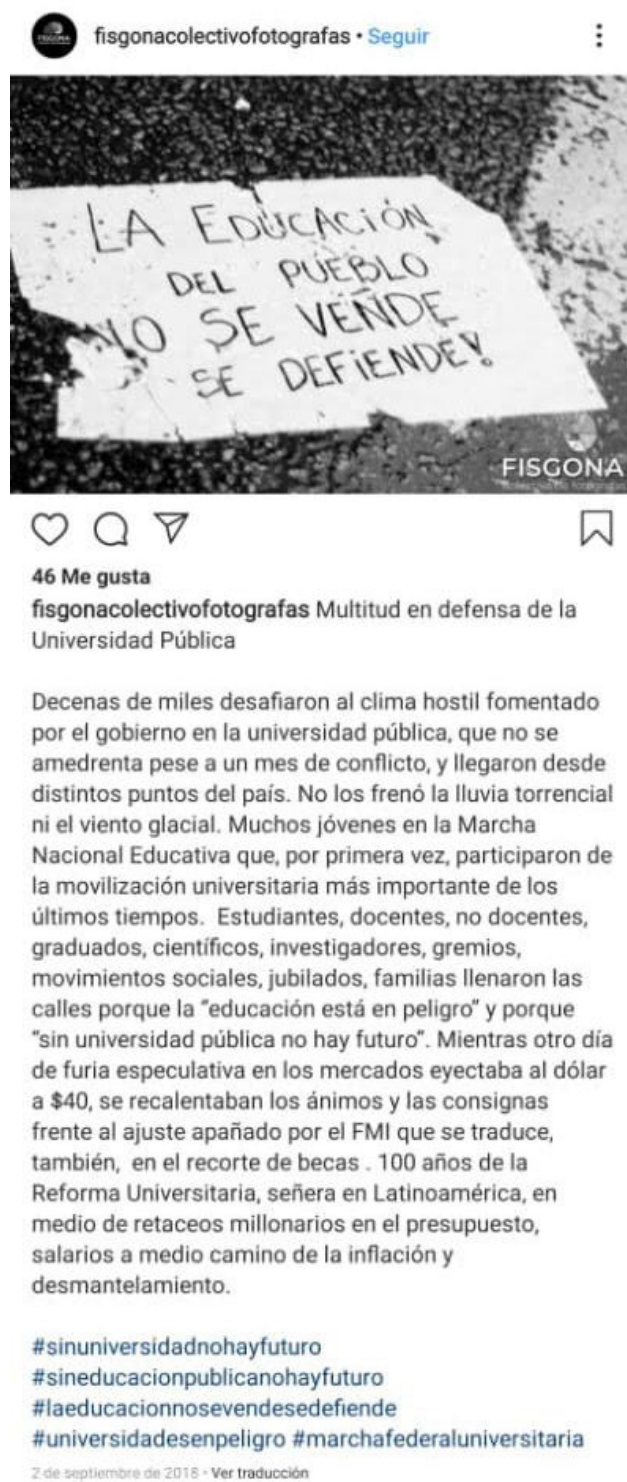 fisgonacolectivofotografas • Seguir
LA EDUCACIÓN
DEL PUEBLO
NO SE VENDE
SE DEFIENDE!
FISGONA
46 Me gusta
fisgonacolectivofotografas Multitud en defensa de la
Universidad Pública
Decenas de miles desafiaron al clima hostil fomentado
por el gobierno en la universidad pública, que no se
amedrenta pese a un mes de conflicto, y llegaron desde
distintos puntos del país. No los frenó la lluvia torrencial
ni el viento glacial. Muchos jóvenes en la Marcha
Nacional Educativa que, por primera vez, participaron de
la movilización universitaria más importante de los
últimos tiempos.  Estudiantes, docentes, no docentes,
graduados, científicos, investigadores, gremios,
movimientos sociales, jubilados, familias llenaron las
calles porque la "educación está en peligro" y porque
"sin universidad pública no hay futuro". Mientras otro día
de furia especulativa en los mercados eyectaba al dólar
a $40, se recalentaban los ánimos y las consignas
frente al ajuste apañado por el FMI que se traduce,
también,  en el recorte de becas . 100 años de la
Reforma Universitaria, señera en Latinoamérica, en
medio de retaceos millonarios en el presupuesto,
salarios a medio camino de la inflación y
desmantelamiento.
#sinuniversidadnohayfuturo
#sineducacionpublicanohayfuturo
#laeducacionnosevendesedefiende
#universidadesenpeligro #marchafederaluniversitaria
2 de septiembre de 2018 • Ver traducción